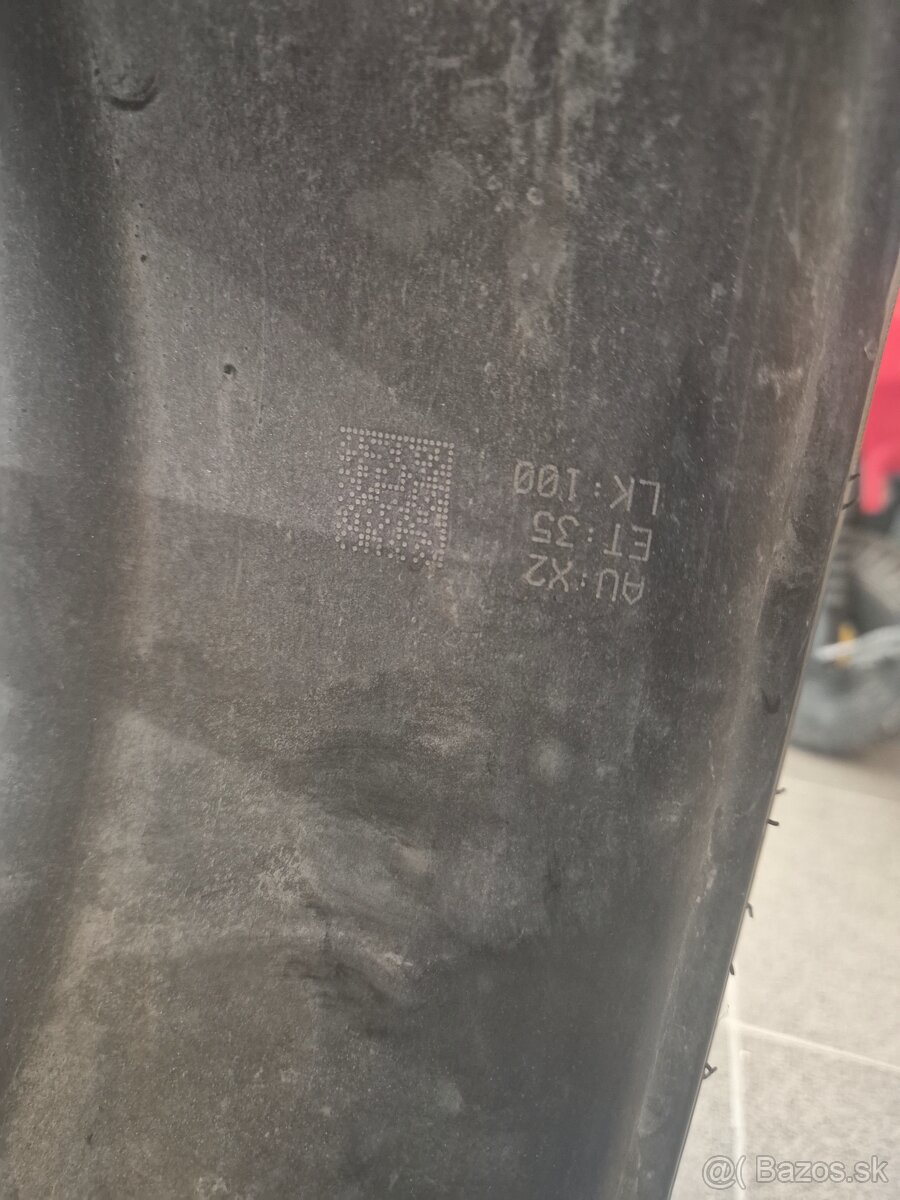 AU:X2
ET:35
LK:100
@( Bazos.sk